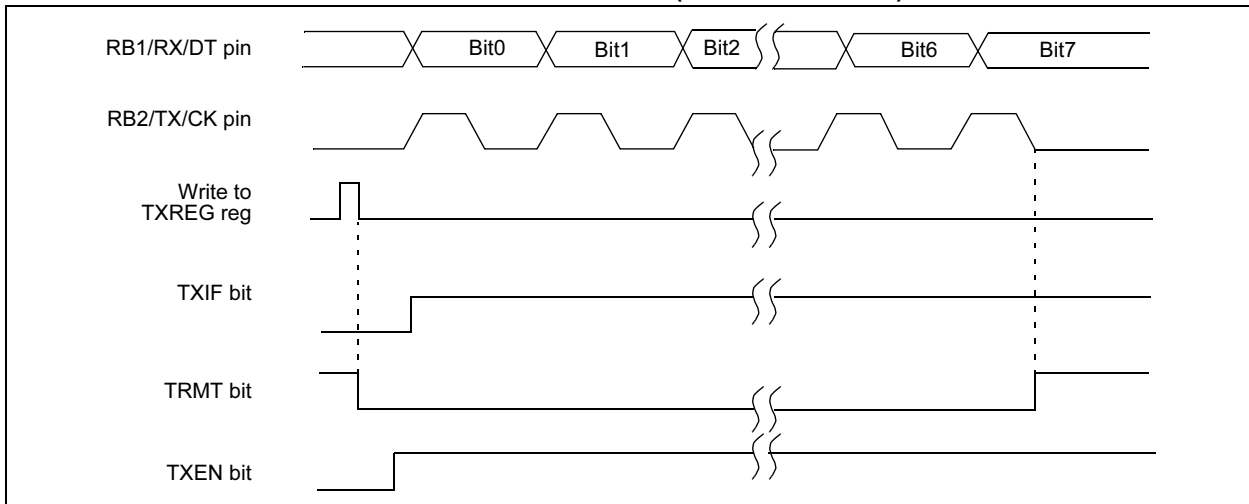 RB1/RX/DT pin
Bit0
Bit1
Bit2
Bit6
Bit7
RB2/TX/CK pin
Write to
TXREG reg
TXIF bit
TRMT bit
TXEN bit